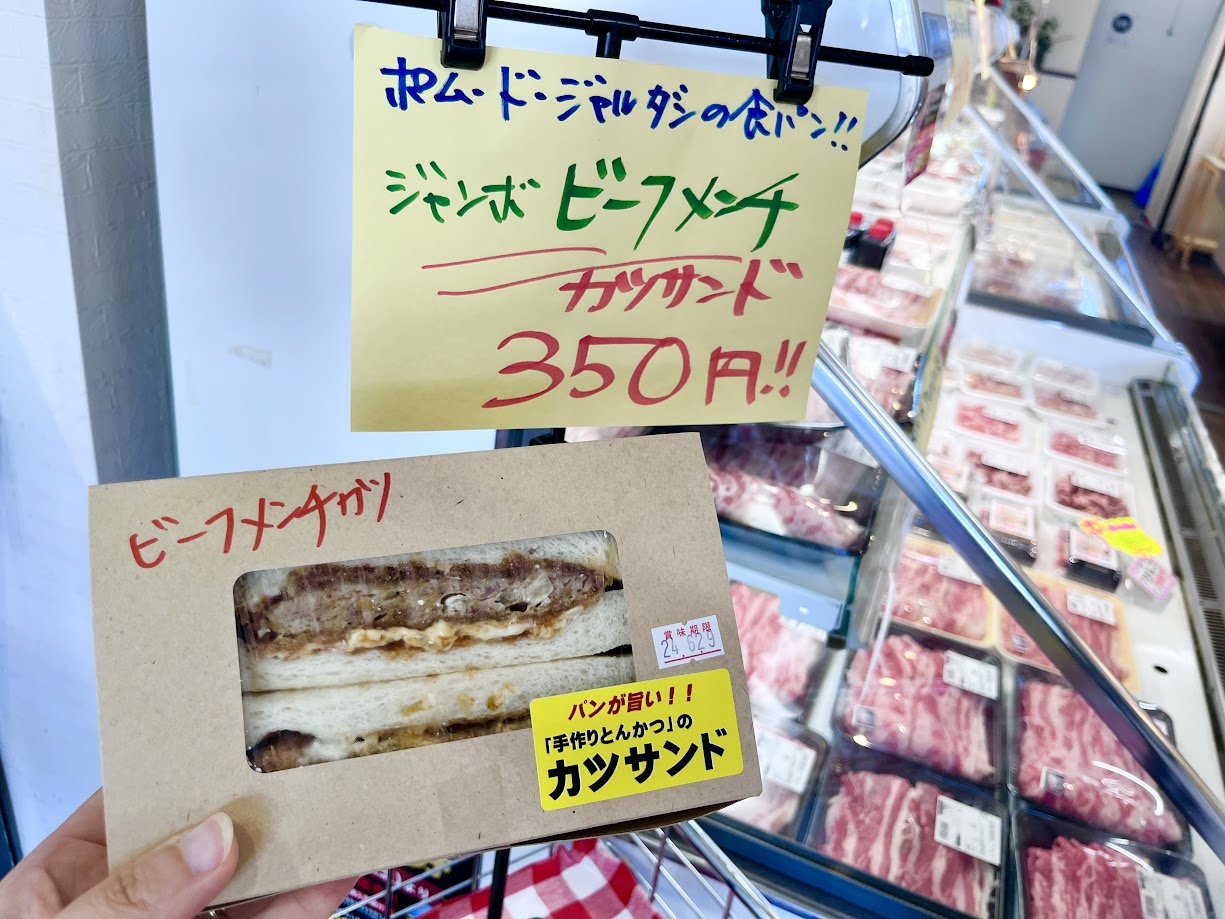 ポム・ド・ジャルダンの食パン!!
ジャンボ ビーフメンチ
カツサンド
350円!!
ビーフメンチカツ
賞味期限
24.6.29
パンが旨い！！
「手作りとんかつ」の
カツサンド